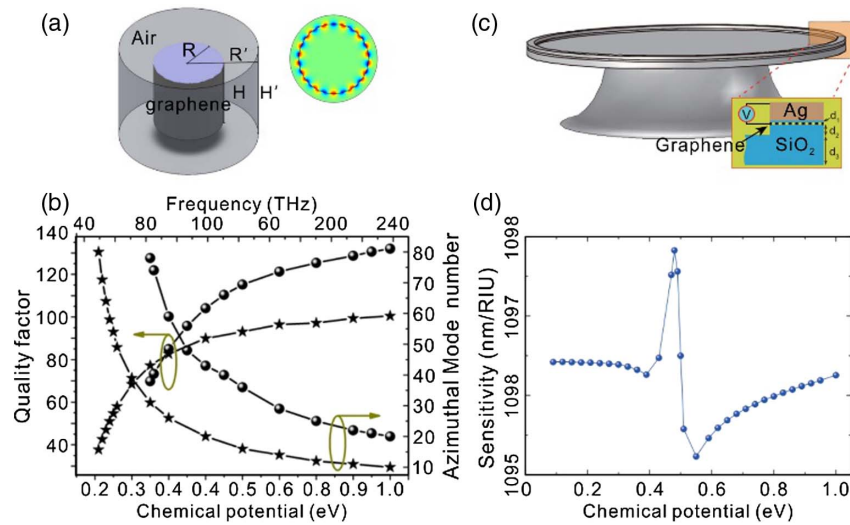 (a)
Air
R
R′
graphene
H
H′
(c)
V
Ag
Graphene
SiO2
d1
d2
d3
(b)
Frequency (THz)
40 80 100 60 200 240
140
120
100
80
60
40
Quality factor
80
70
60
50
40
30
20
10
Azimuthal Mode number
0.2 0.3 0.4 0.5 0.6 0.7 0.8 0.9 1.0
Chemical potential (eV)
(d)
1098
1097
1098
1095
Sensitivity (nm/RIU)
0.0 0.2 0.4 0.6 0.8 1.0
Chemical potential (eV)